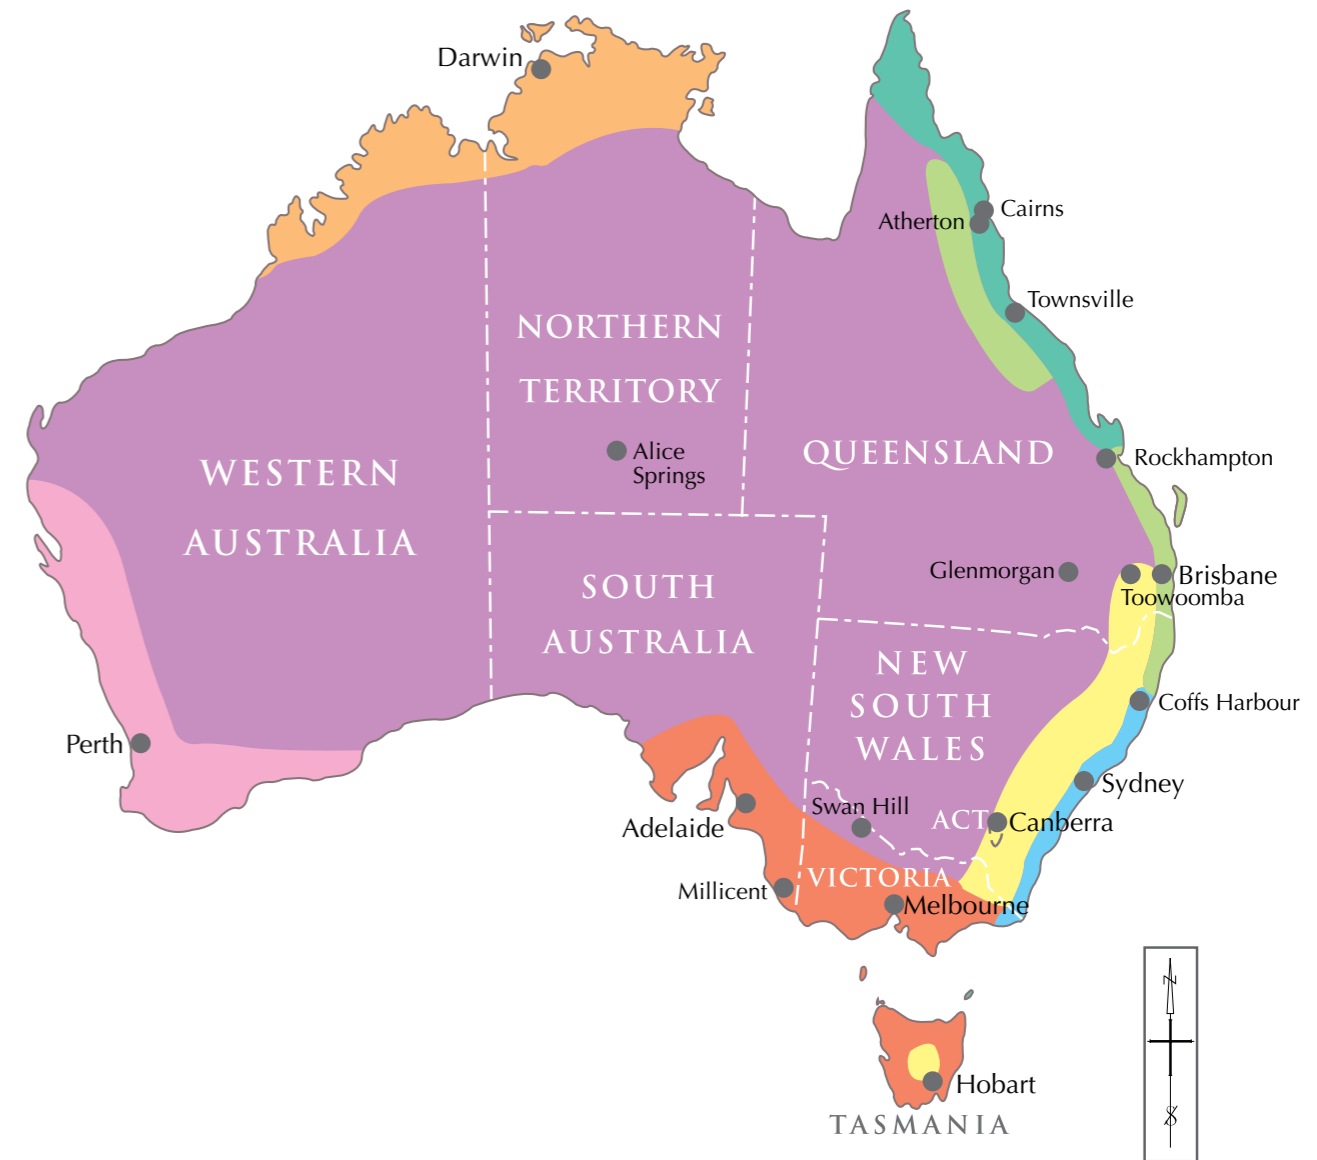 Darwin
Cairns
Atherton
Townsville
NORTHERN
TERRITORY
Alice
Springs
QUEENSLAND
Rockhampton
WESTERN
AUSTRALIA
SOUTH
AUSTRALIA
Glenmorgan
Brisbane
Toowoomba
NEW
SOUTH
WALES
Coffs Harbour
Perth
Sydney
Swan Hill
ACT
Canberra
Adelaide
VICTORIA
Millicent
Melbourne
N
S
Hobart
TASMANIA